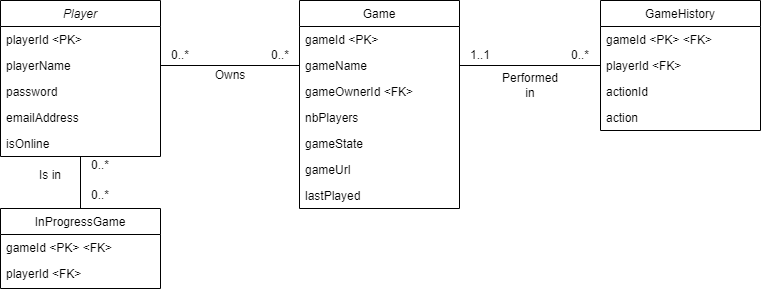 Player
playerId <PK>
playerName
password
emailAddress
isOnline
0..*
0..*
Owns
Game
gameId <PK>
gameName
gameOwnerId <FK>
nbPlayers
gameState
gameUrl
lastPlayed
1..1
0..*
Performed
in
GameHistory
gameId <PK> <FK>
playerId <FK>
actionId
action
Is in
0..*
0..*
InProgressGame
gameId <PK> <FK>
playerId <FK>